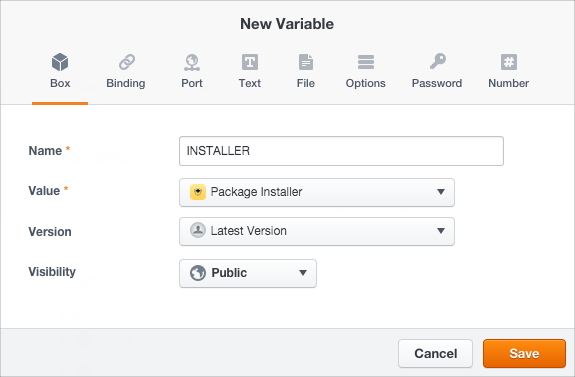 New Variable
Box Binding Port Text File Options Password Number
Name * INSTALLER
Value * Package Installer
Version Latest Version
Visibility Public
Cancel Save